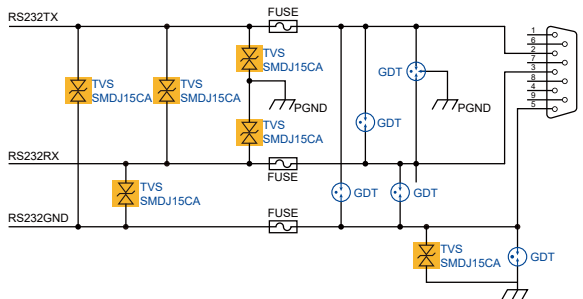 RS232TX
FUSE
1
6
2
7
3
8
4
9
5
TVS
SMDJ15CA
TVS
SMDJ15CA
TVS
SMDJ15CA
GDT
PGND
PGND
TVS
SMDJ15CA
GDT
RS232RX
FUSE
TVS
SMDJ15CA
GDT
GDT
RS232GND
FUSE
TVS
SMDJ15CA
GDT